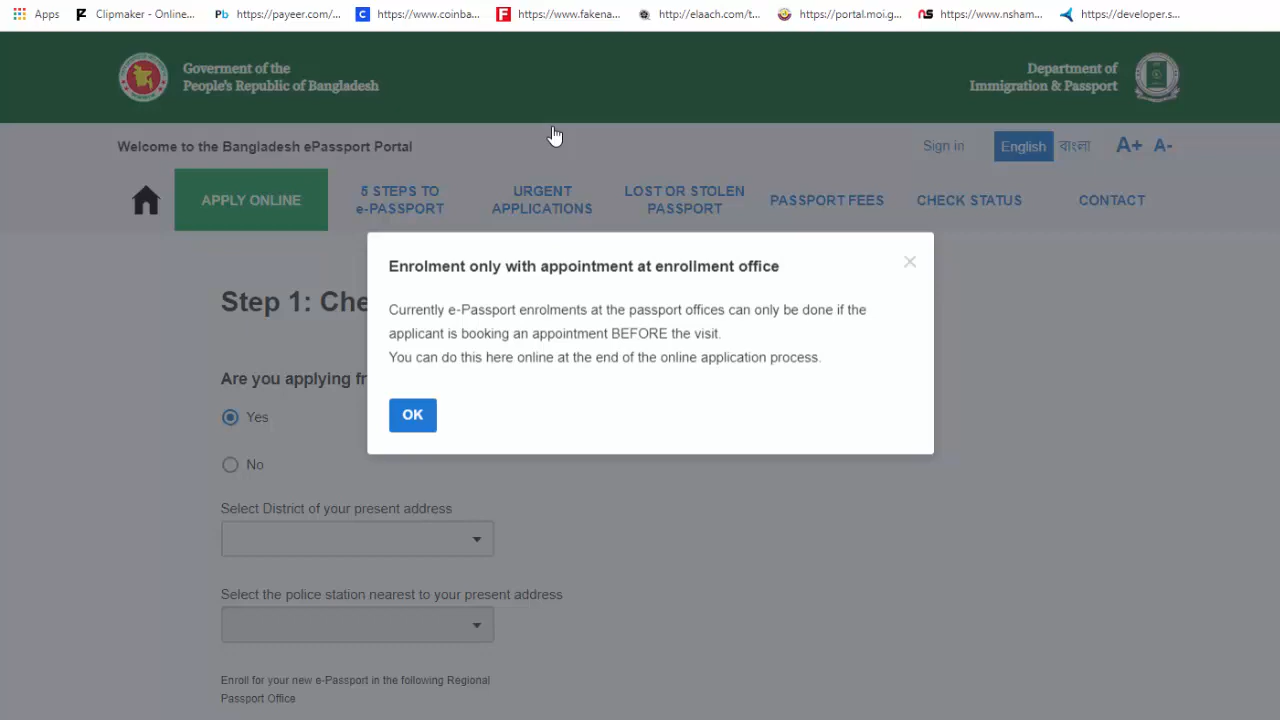 Apps Clipmaker - Online... https://payeer.com/... https://www.coinba... https://www.fakena... http://elaach.com/t... https://portal.moi.g... https://www.nsham... https://developer.s...
Goverment of the
People's Republic of Bangladesh
Department of
Immigration & Passport
Welcome to the Bangladesh ePassport Portal
Sign in English বাংলা A+ A-
APPLY ONLINE
5 STEPS TO
e-PASSPORT
URGENT
APPLICATIONS
LOST OR STOLEN
PASSPORT
PASSPORT FEES
CHECK STATUS
CONTACT
Step 1: Che
Enrolment only with appointment at enrollment office
Currently e-Passport enrolments at the passport offices can only be done if the
applicant is booking an appointment BEFORE the visit.
You can do this here online at the end of the online application process.
OK
Are you applying fr
Yes
No
Select District of your present address
Select the police station nearest to your present address
Enroll for your new e-Passport in the following Regional
Passport Office